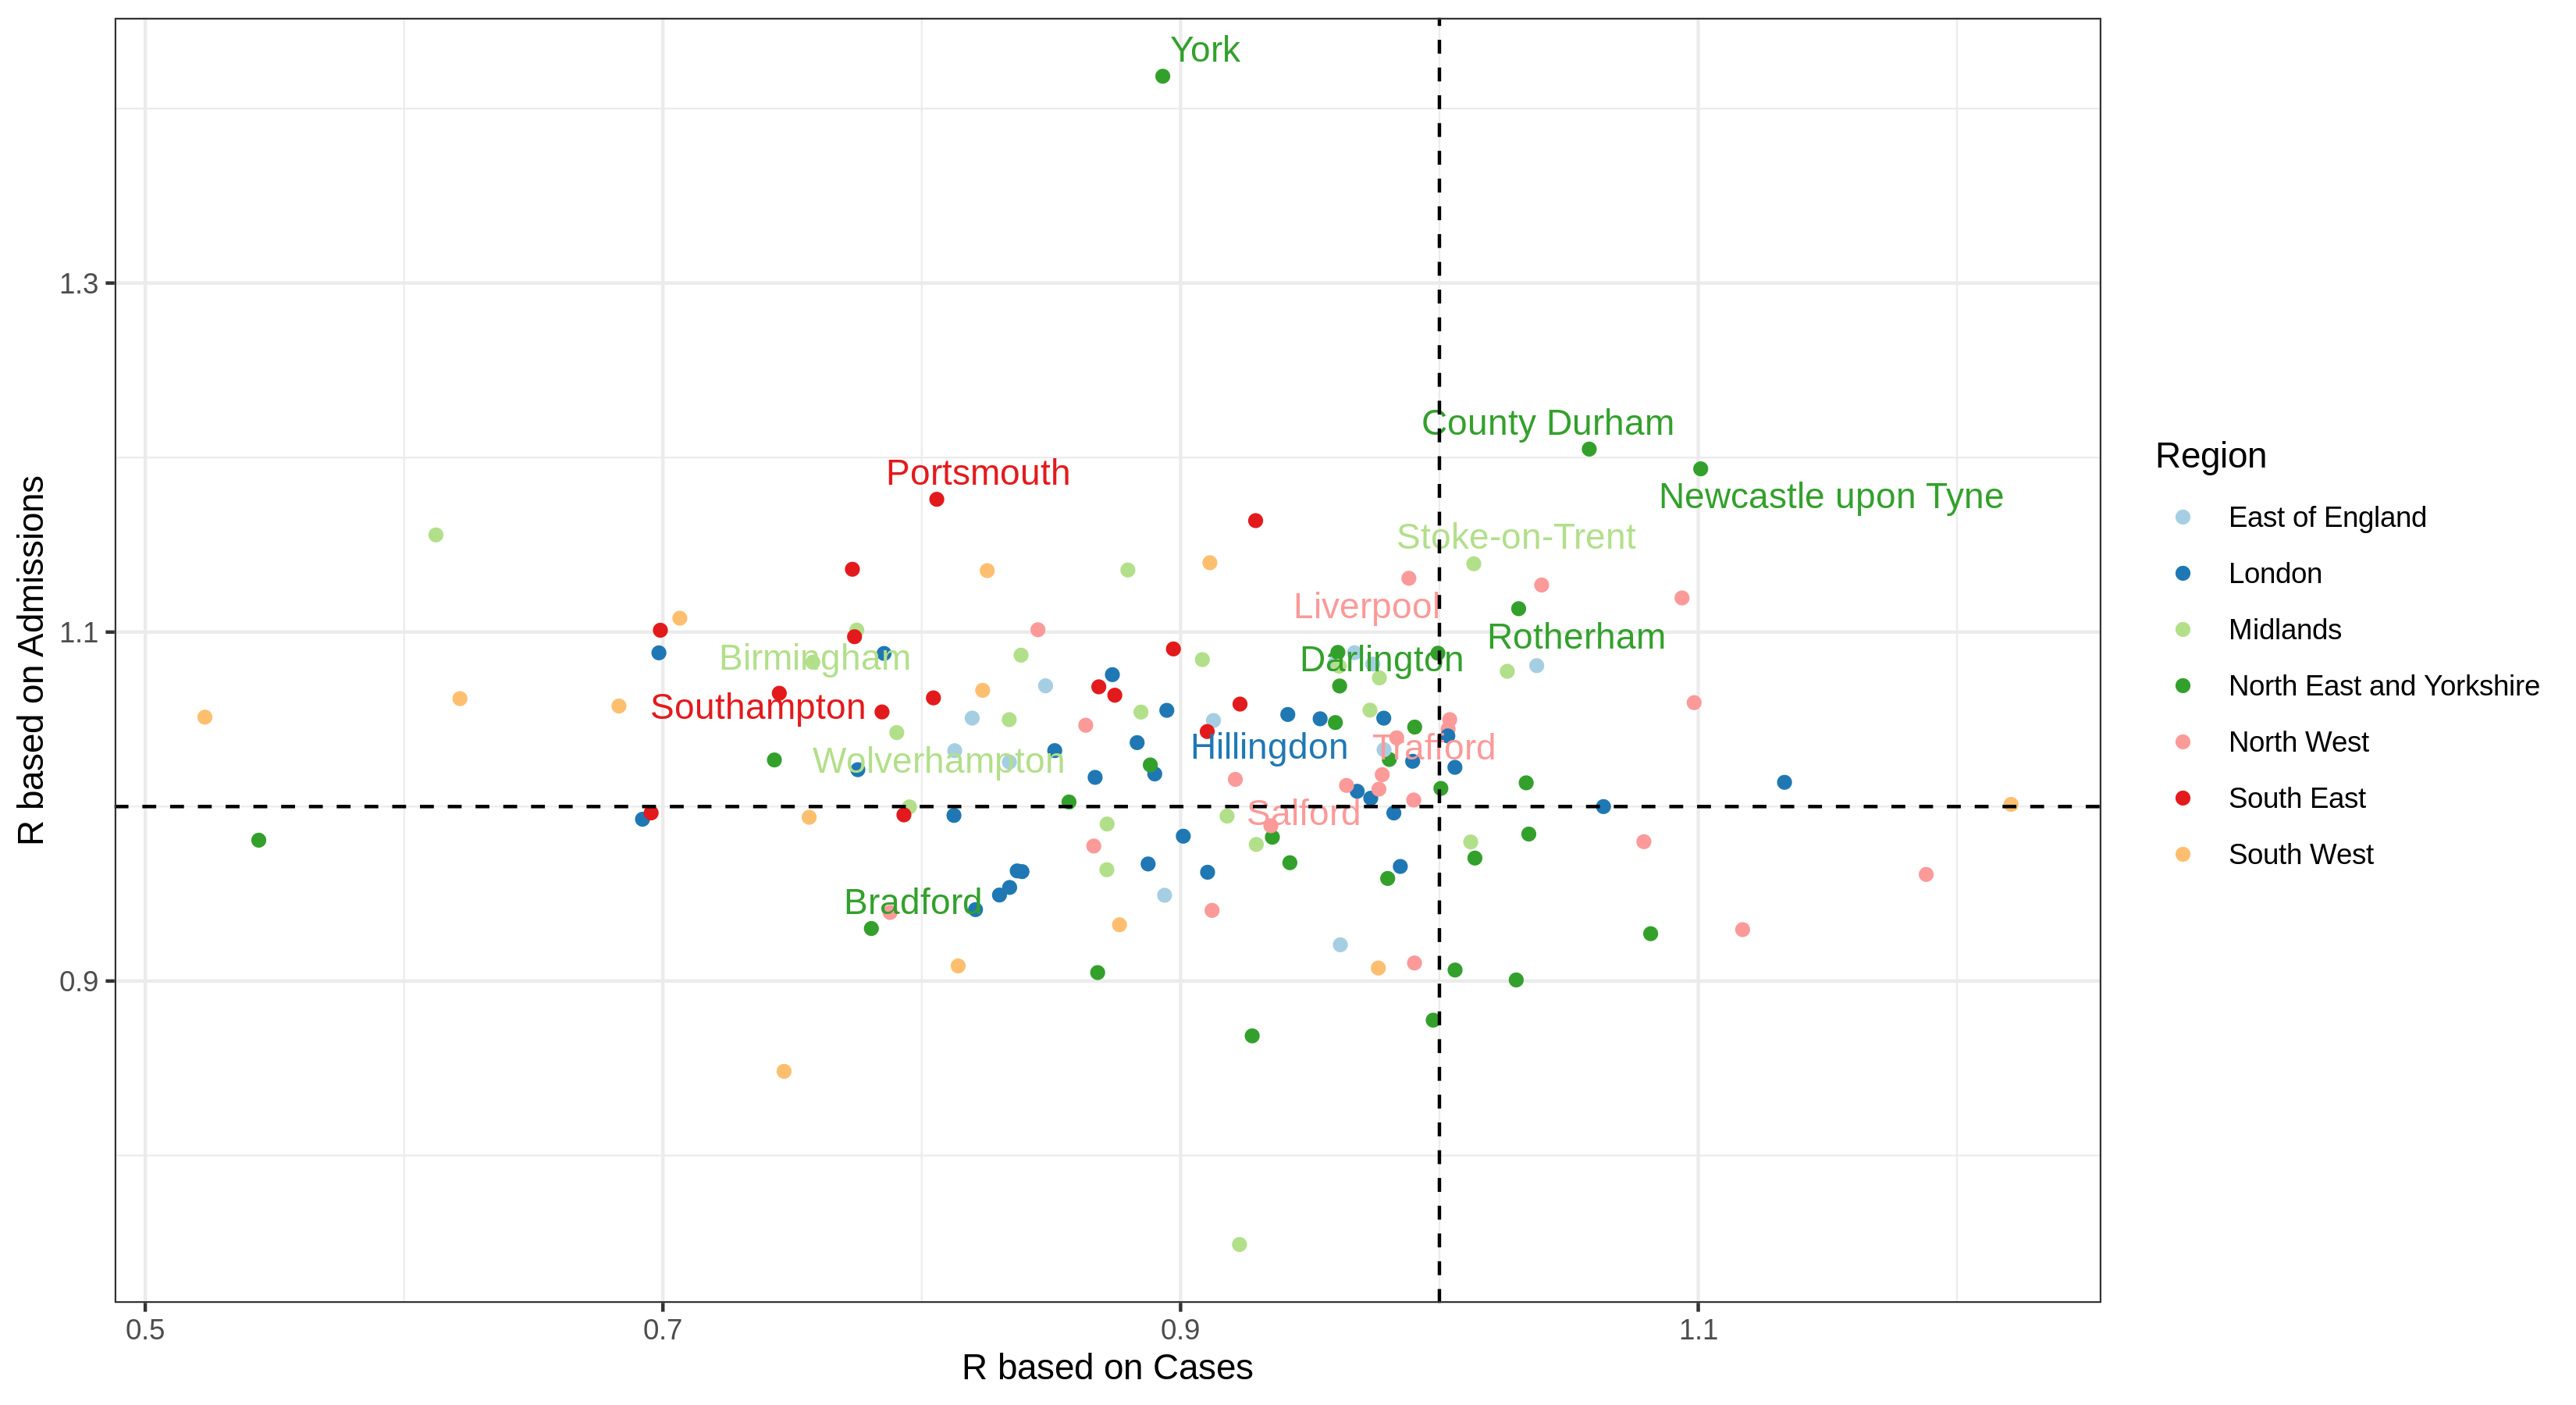 York
1.3
County Durham
Portsmouth
Newcastle upon Tyne
Stoke-on-Trent
Liverpool
1.1
Rotherham
Birmingham
Darlington
Southampton
Hillingdon
Trafford
Wolverhampton
Salford
Bradford
0.9
0.5
0.7
0.9
1.1
R based on Cases
R based on Admissions
Region
East of England
London
Midlands
North East and Yorkshire
North West
South East
South West